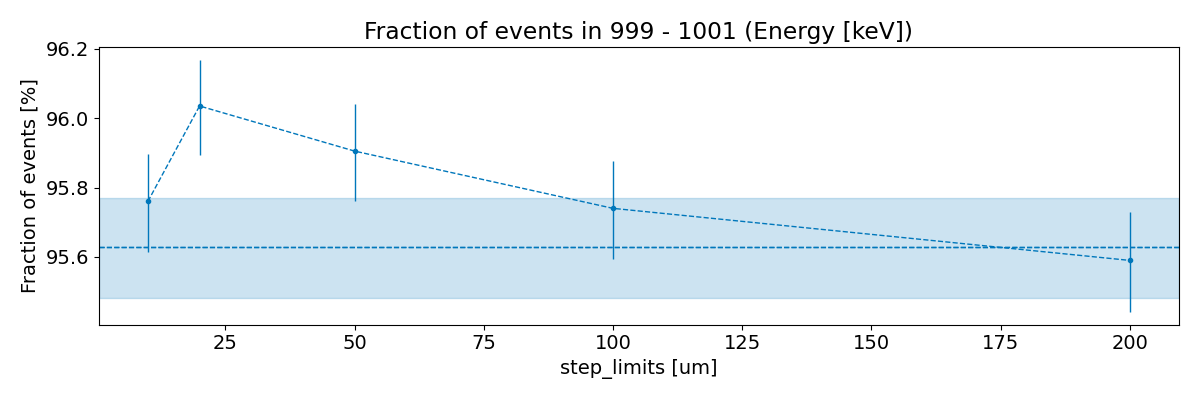 Fraction of events in 999 - 1001 (Energy [keV])
Fraction of events [%]
96.2
96.0
95.8
95.6
25 50 75 100 125 150 175 200
step_limits [um]